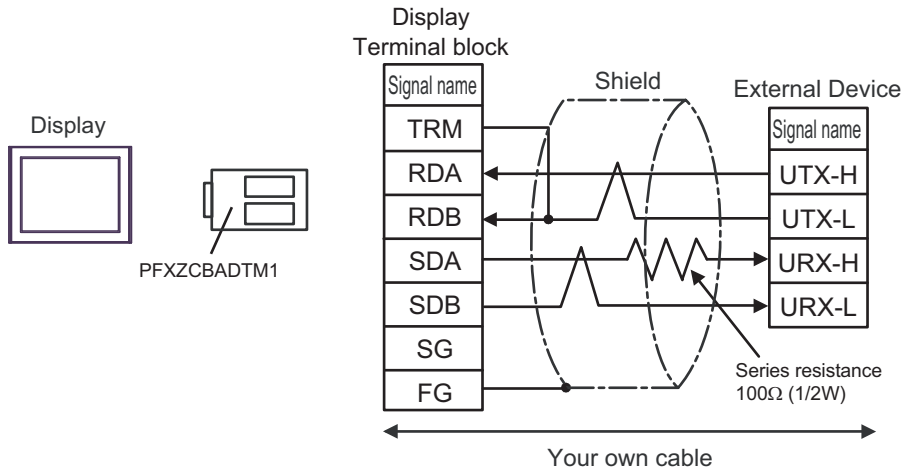 Display
PFXZCBADTM1
Display
Terminal block
Signal name
TRM
RDA
RDB
SDA
SDB
SG
FG
Shield
External Device
Signal name
UTX-H
UTX-L
URX-H
URX-L
Series resistance
100Ω (1/2W)
Your own cable